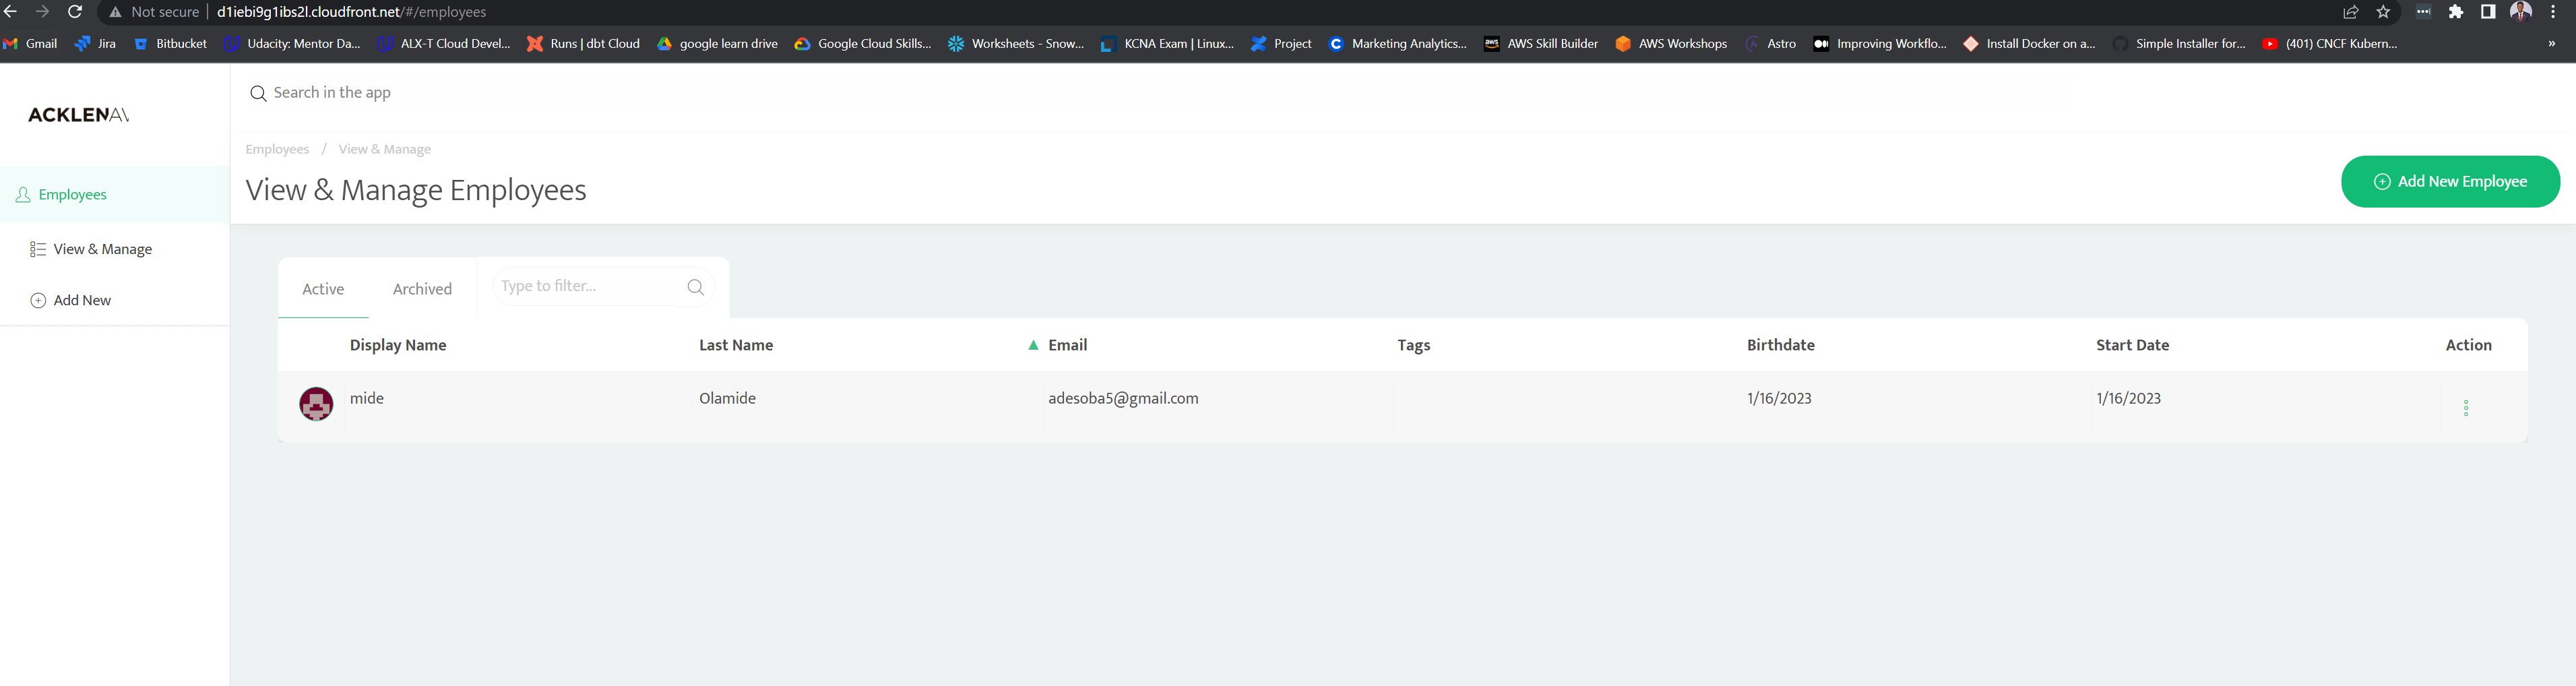 Not secure | d1iebi9g1ibs2l.cloudfront.net/#/employees
Gmail Jira Bitbucket Udacity: Mentor Da... ALX-T Cloud Devel... Runs | dbt Cloud google learn drive Google Cloud Skills... Worksheets - Snow... KCNA Exam | Linux... Project Marketing Analytics... AWS Skill Builder AWS Workshops Astro Improving Workflo... Install Docker on a... Simple Installer for... (401) CNCF Kubern... »
ACKLENAV
Search in the app
Employees / View & Manage
View & Manage Employees
Add New Employee
Employees
View & Manage
Add New
Active Archived Type to filter...
Display Name Last Name Email Tags Birthdate Start Date Action
mide Olamide adesoba5@gmail.com 1/16/2023 1/16/2023